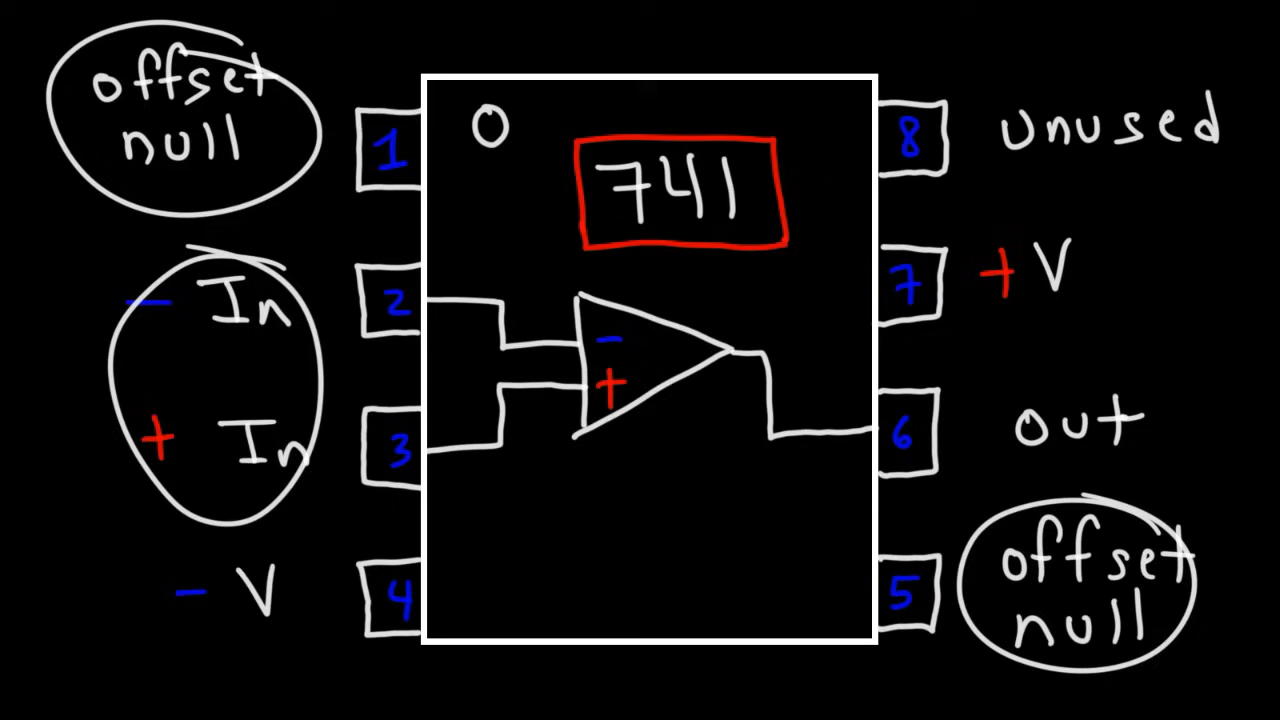 offset
null
1
O
741
8
unused
- In
2
-
7
+ V
+ In
3
+
6
out
- V
4
5
offset
null